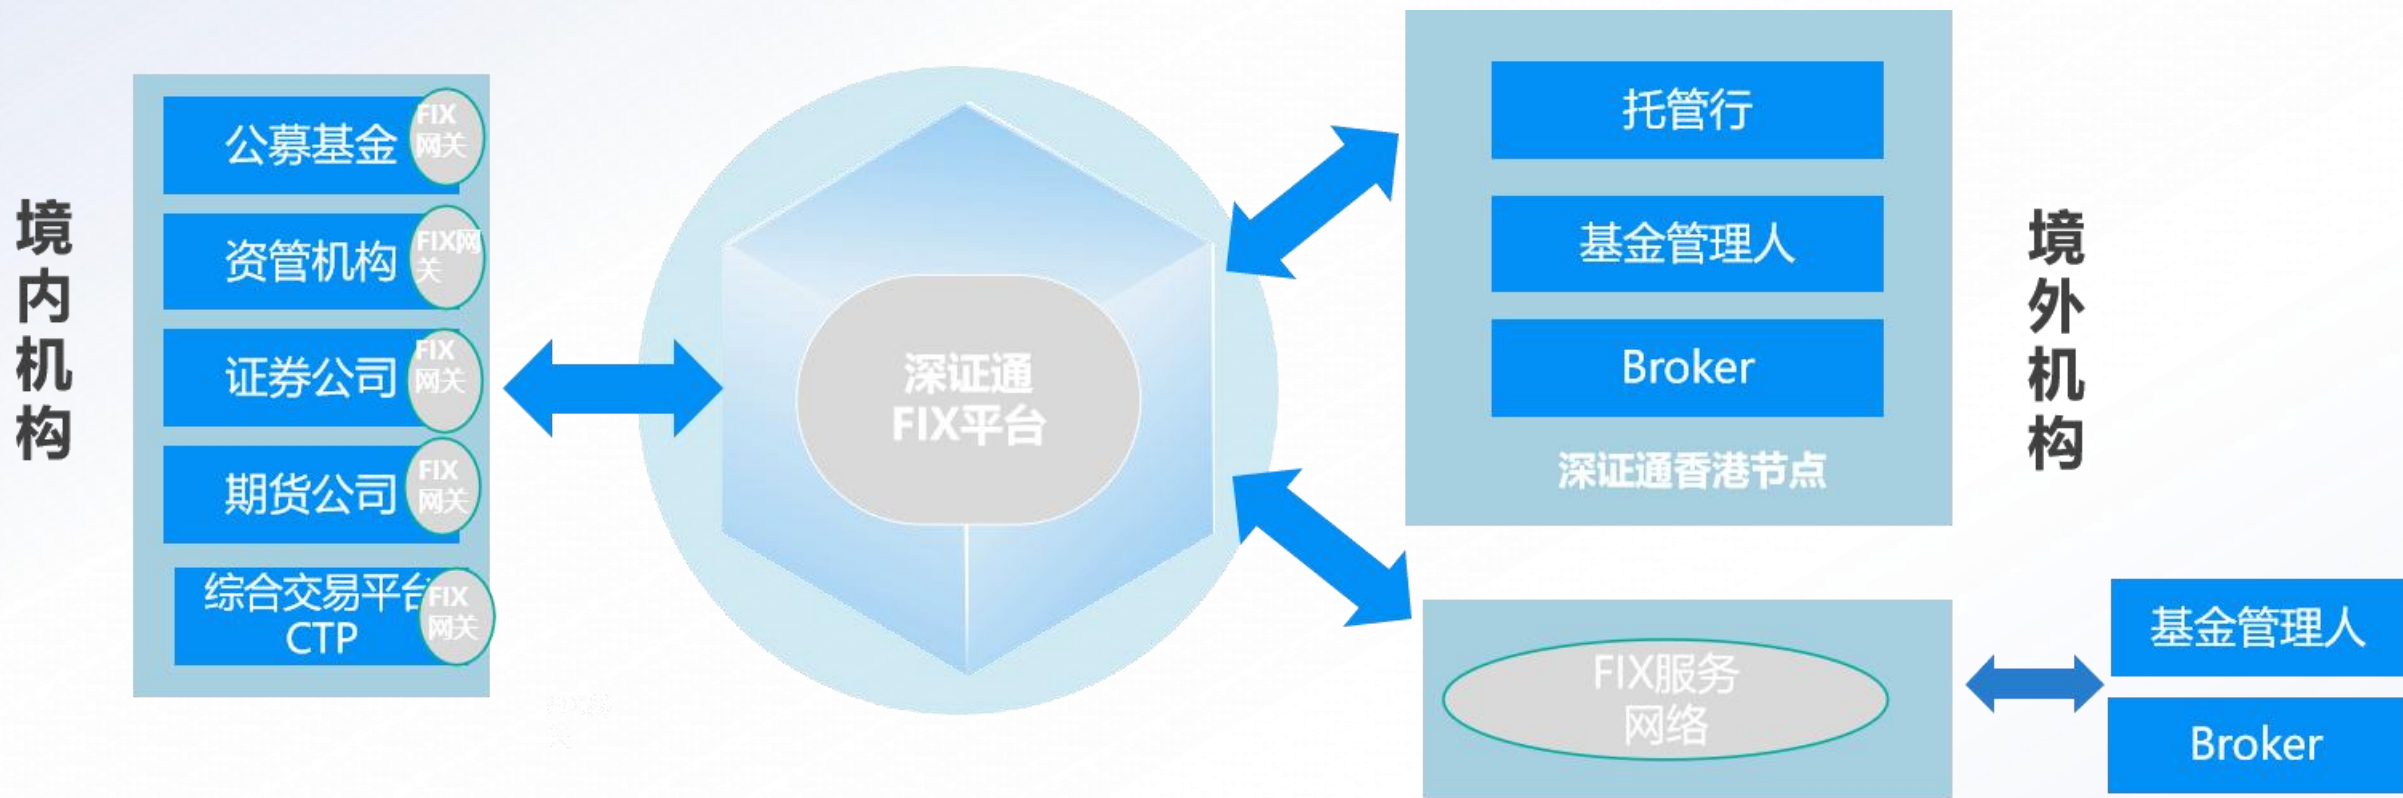 境内机构
公募基金
FIX
网关
资管机构
FIX网
关
证券公司
FIX
网关
期货公司
FIX
网关
综合交易平台
CTP
FIX
网关
深证通
FIX平台
托管行
基金管理人
Broker
深证通香港节点
境外机构
FIX服务
网络
基金管理人
Broker